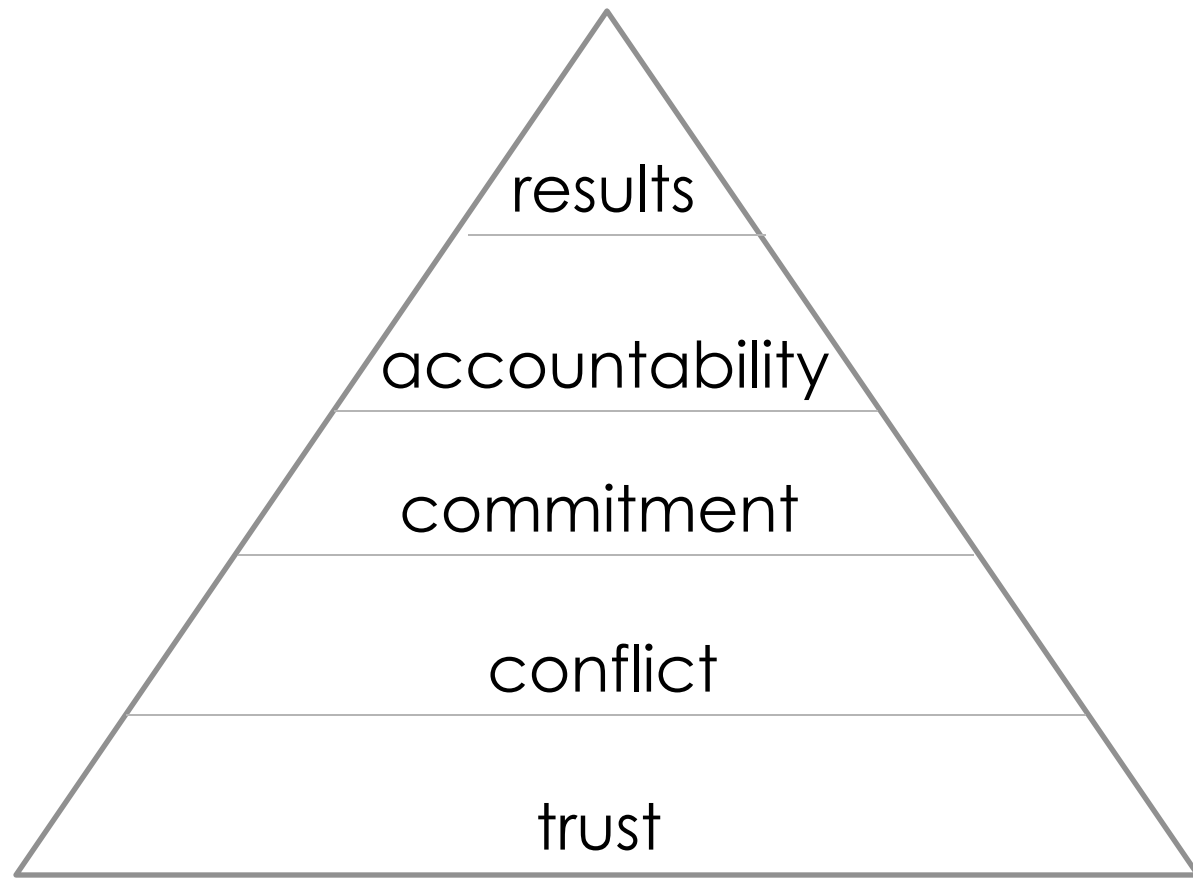 results
accountability
commitment
conflict
trust